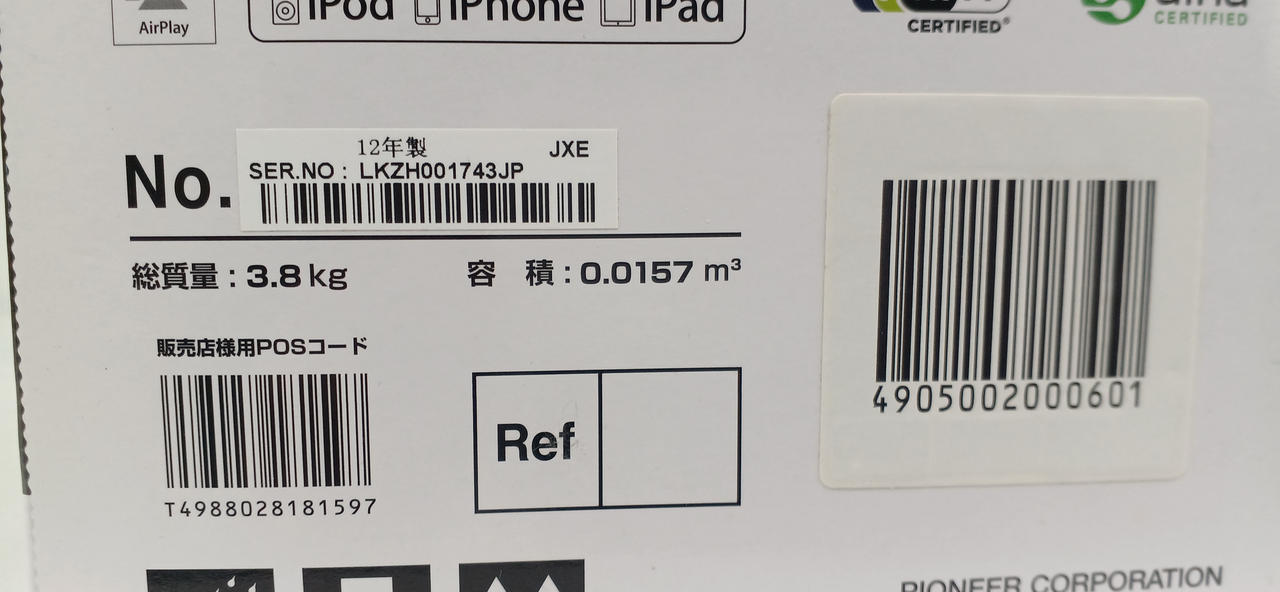 AirPlay
iPod iPhone iPad
CERTIFIED®
CERTIFIED
12年製 JXE
No. SER.NO : LKZH001743JP
総質量 : 3.8 kg 容 積 : 0.0157 m³
販売店様用POSコード
T4988028181597
Ref
4905002000601
PIONEER CORPORATION